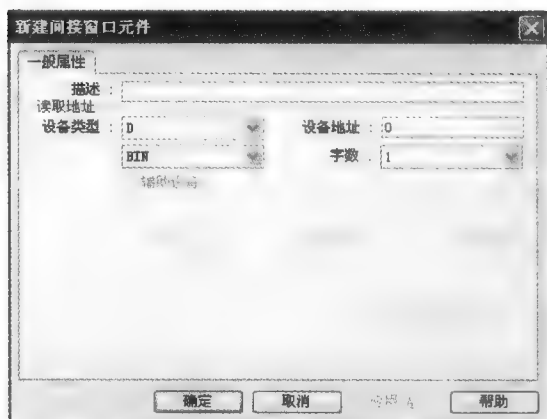 新建间接窗口元件
一般属性
描述：
读取地址
设备类型：D 设备地址：0
BIN 字数：1
确定 取消 帮助